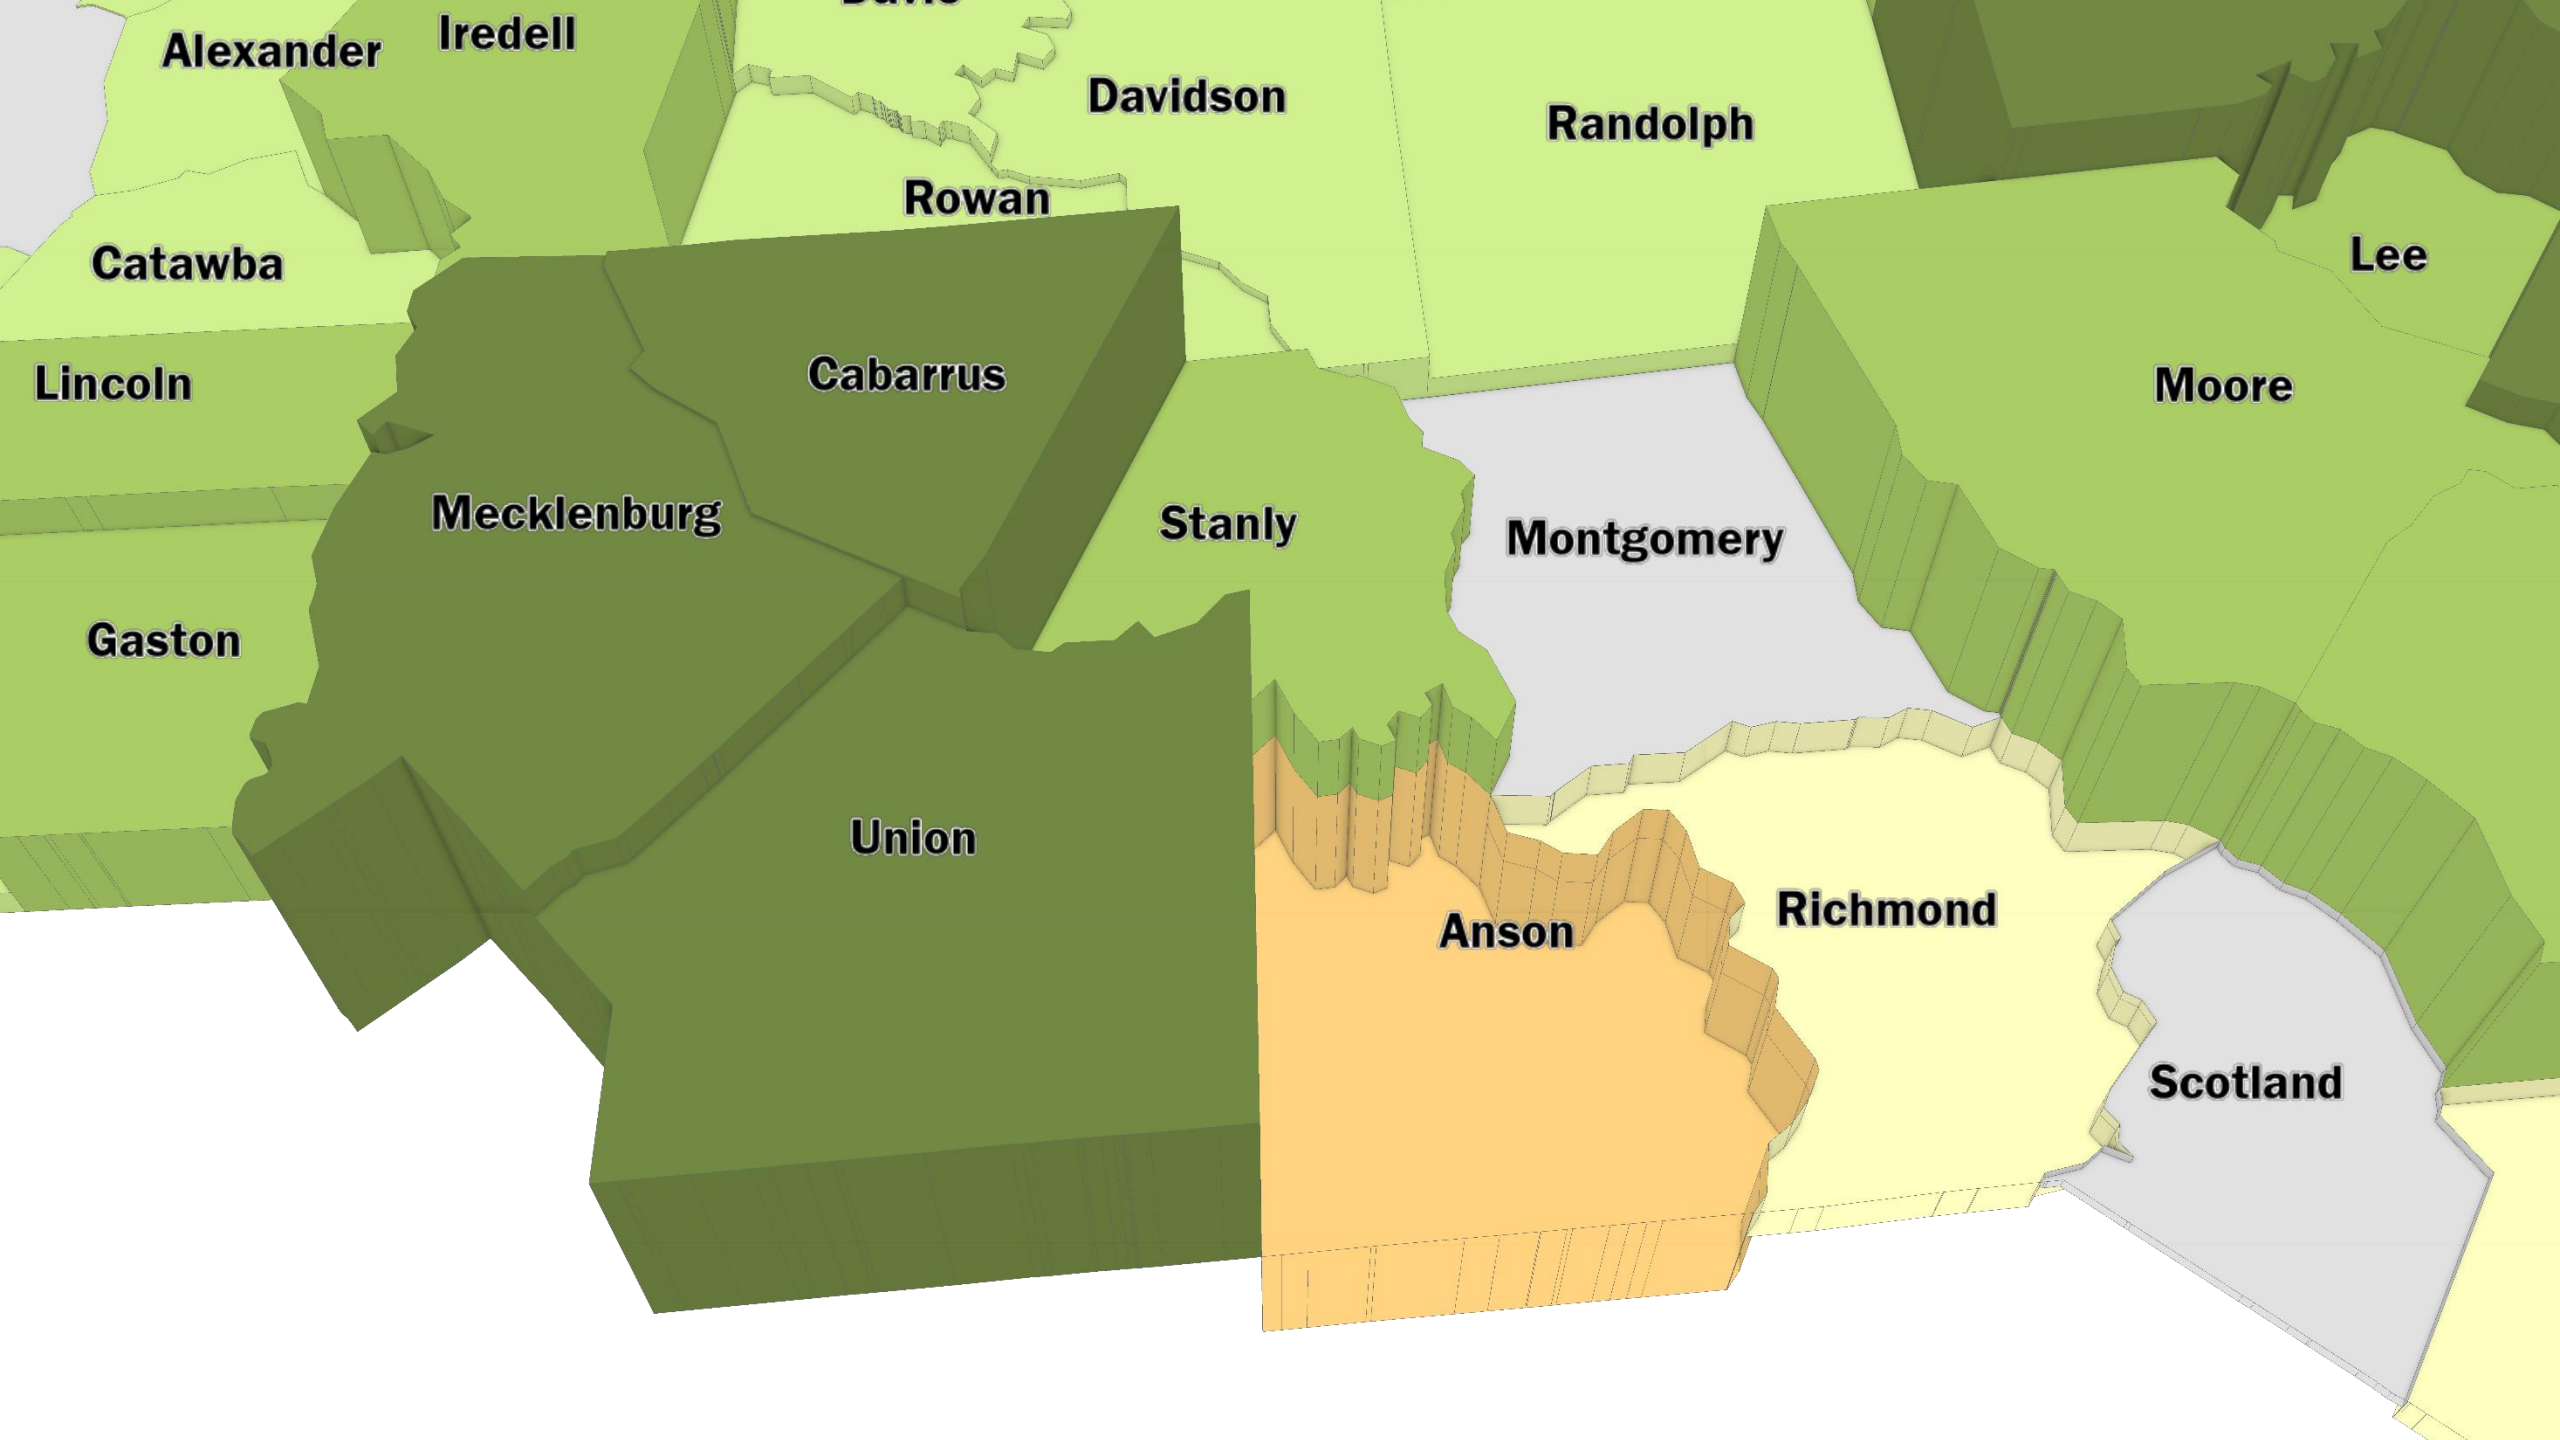 Iredell
Alexander
Davidson
Randolph
Rowan
Lee
Catawba
Cabarrus
Lincoln
Moore
Mecklenburg
Stanly
Montgomery
Gaston
Union
Richmond
Anson
Scotland